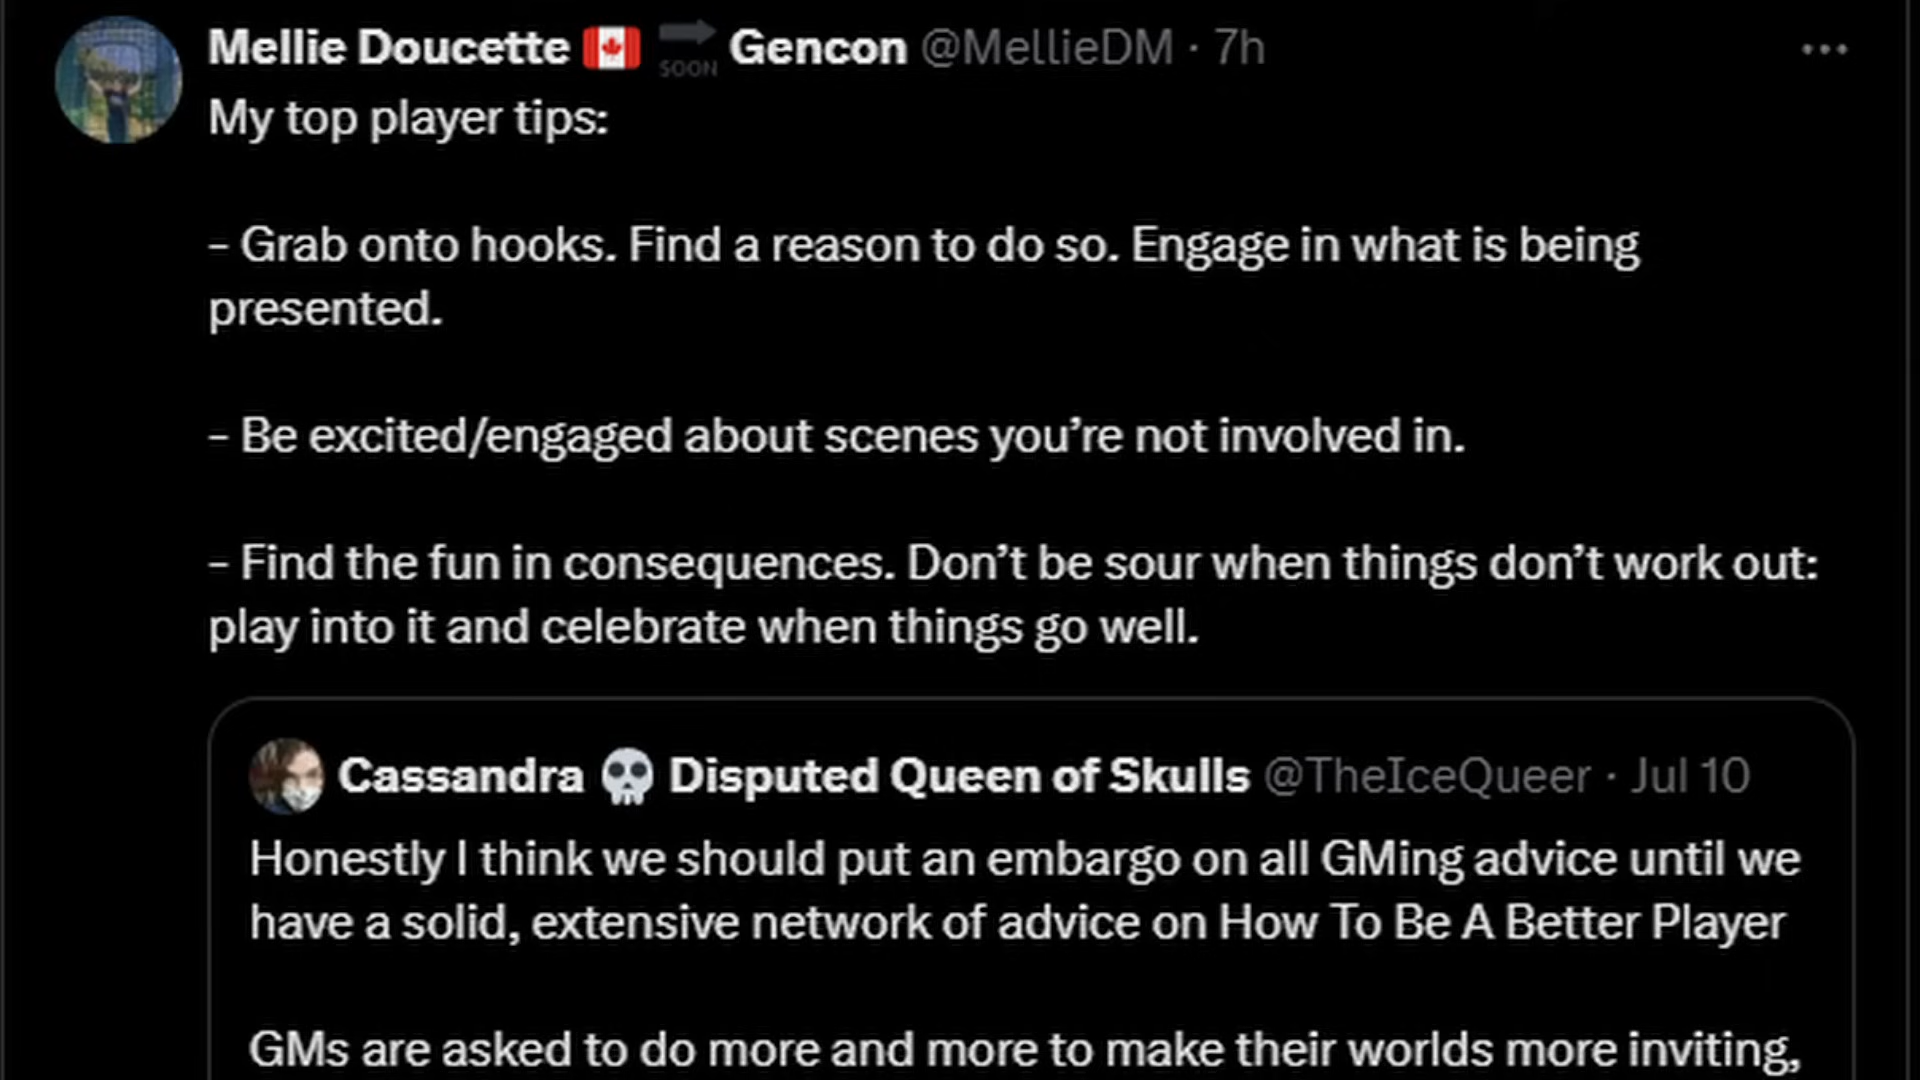 Mellie Doucette 🇨🇦 🔜 Gencon @MellieDM · 7h
My top player tips:
- Grab onto hooks. Find a reason to do so. Engage in what is being
presented.
- Be excited/engaged about scenes you're not involved in.
- Find the fun in consequences. Don't be sour when things don't work out:
play into it and celebrate when things go well.
Cassandra 💀 Disputed Queen of Skulls @TheIceQueer · Jul 10
Honestly I think we should put an embargo on all GMing advice until we
have a solid, extensive network of advice on How To Be A Better Player
GMs are asked to do more and more to make their worlds more inviting,